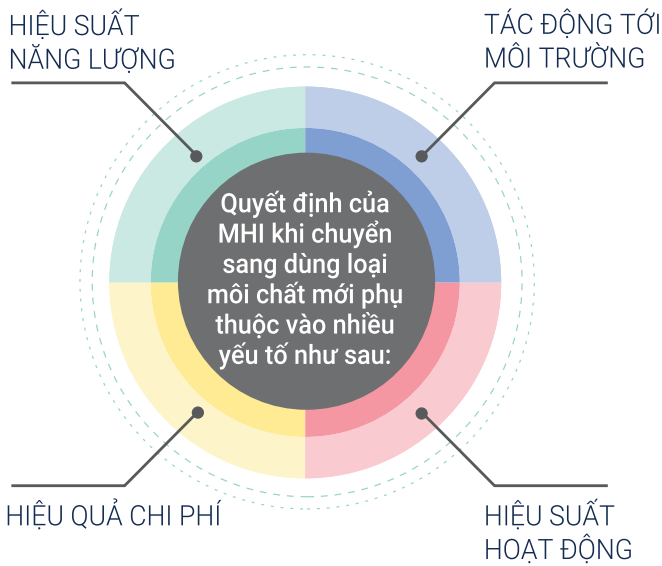 HIỆU SUẤT
NĂNG LƯỢNG
TÁC ĐỘNG TỚI
MÔI TRƯỜNG
Quyết định của
MHI khi chuyển
sang dùng loại
môi chất mới phụ
thuộc vào nhiều
yếu tố như sau:
HIỆU QUẢ CHI PHÍ
HIỆU SUẤT
HOẠT ĐỘNG